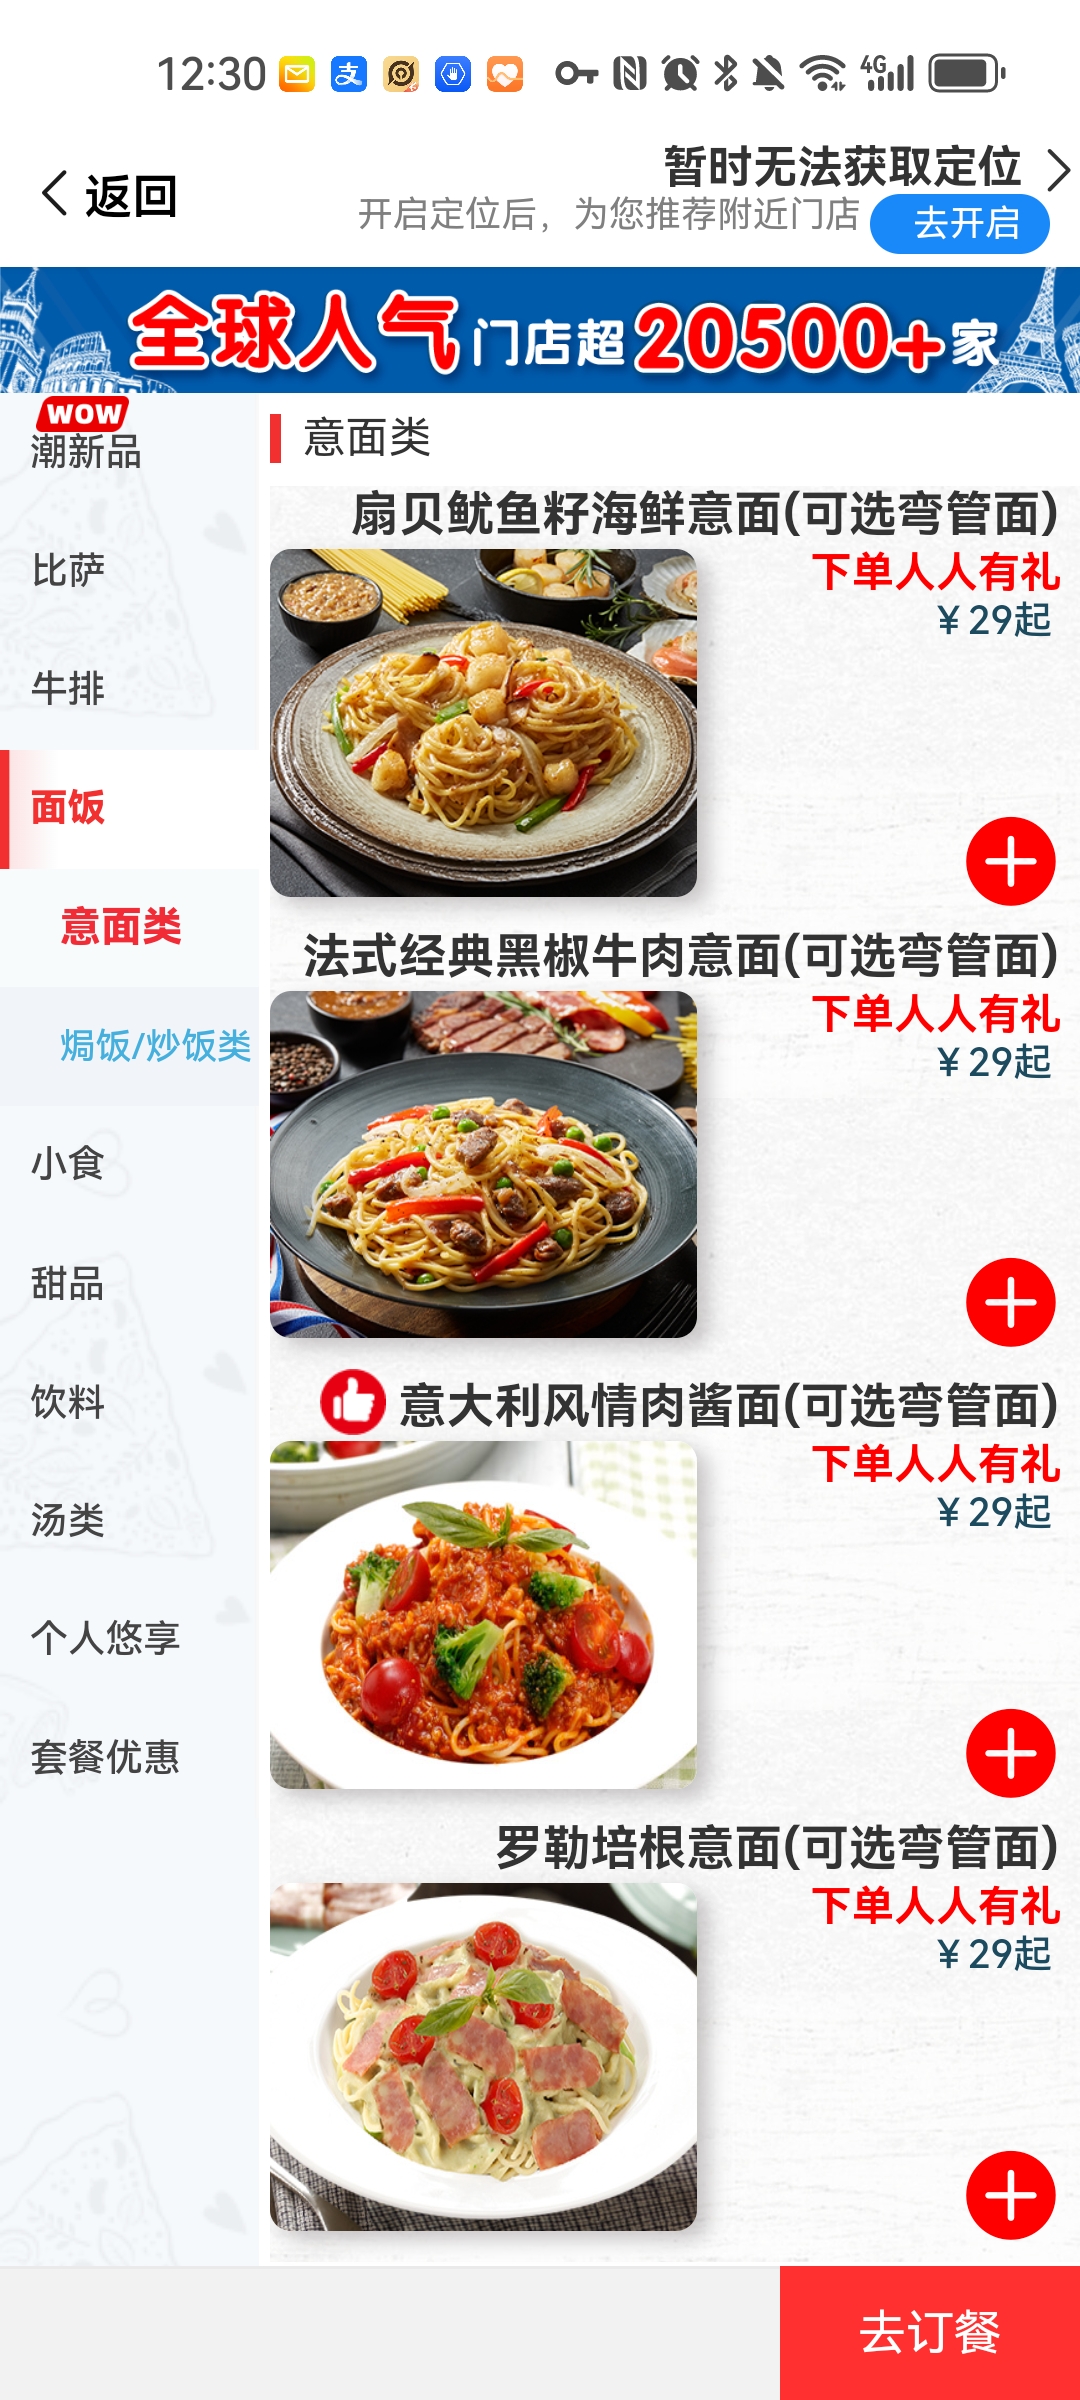 12:30
4G
暂时无法获取定位
返回
开启定位后，为您推荐附近门店
去开启
全球人气 门店超20500+家
WOW
潮新品
比萨
牛排
面饭
意面类
焗饭/炒饭类
小食
甜品
饮料
汤类
个人悠享
套餐优惠
意面类
扇贝鱿鱼籽海鲜意面(可选弯管面)
下单人人有礼
¥29起
法式经典黑椒牛肉意面(可选弯管面)
下单人人有礼
¥29起
意大利风情肉酱面(可选弯管面)
下单人人有礼
¥29起
罗勒培根意面(可选弯管面)
下单人人有礼
¥29起
去订餐